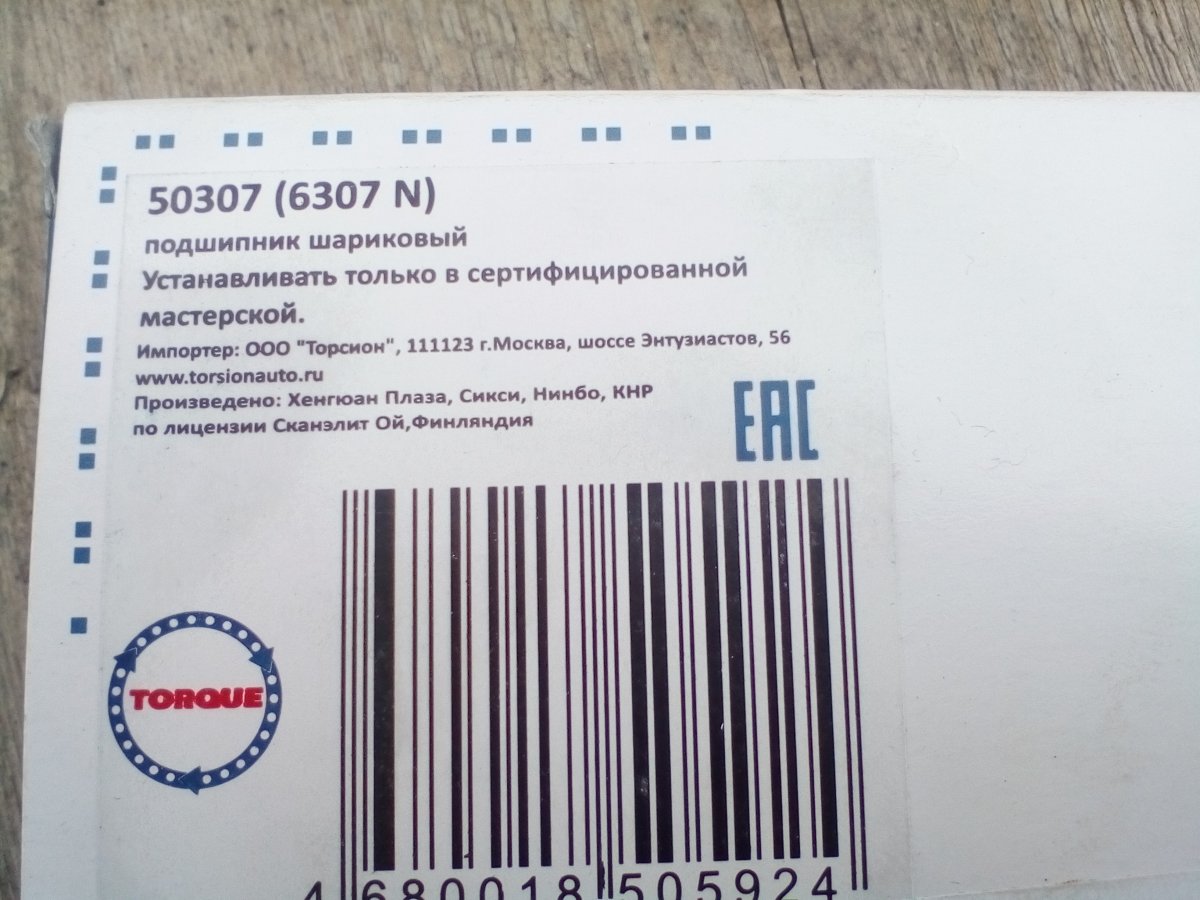 50307 (6307 N)
подшипник шариковый
Устанавливать только в сертифицированной
мастерской.
Импортер: ООО "Торсион", 111123 г.Москва, шоссе Энтузиастов, 56
www.torsionauto.ru
Произведено: Хенгюан Плаза, Сикси, Нинбо, КНР
по лицензии Сканэлит Ой,Финляндия
EAC
TORQUE
4 680018 505924